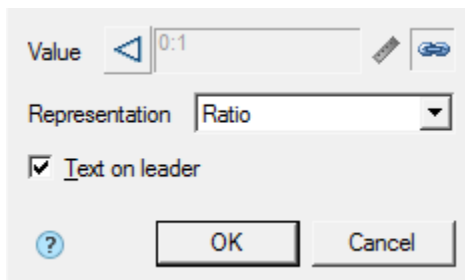 Value 0:1
Representation Ratio
Text on leader
? OK Cancel